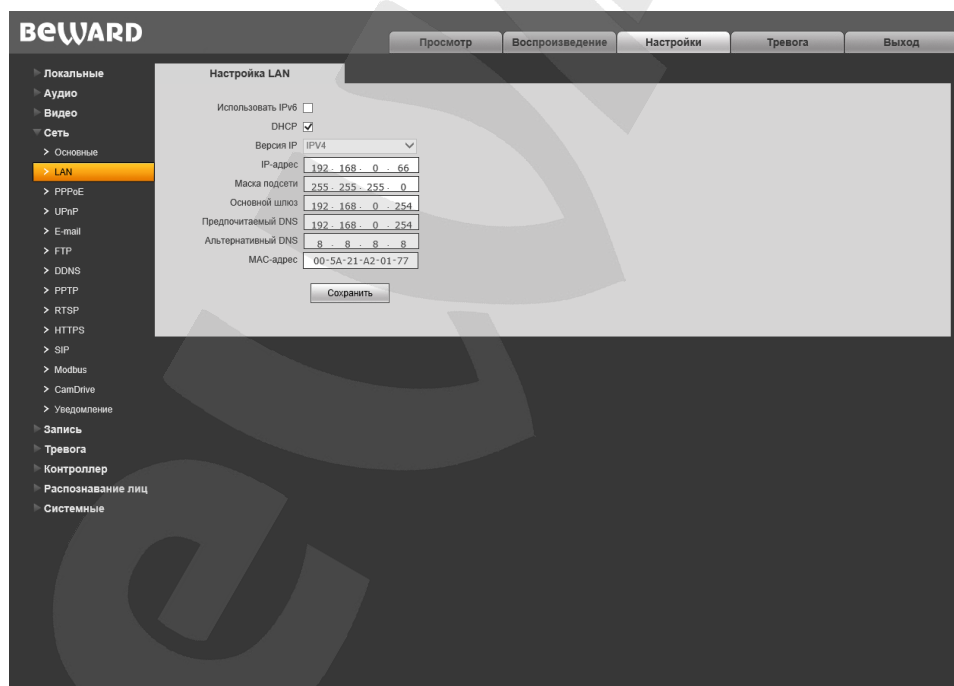 BEWARD
Просмотр Воспроизведение Настройки Тревога Выход
Локальные
Аудио
Видео
Сеть
> Основные
> LAN
> PPPoE
> UPnP
> E-mail
> FTP
> DDNS
> PPTP
> RTSP
> HTTPS
> SIP
> Modbus
> CamDrive
> Уведомление
Запись
Тревога
Контроллер
Распознавание лиц
Системные
Настройка LAN
Использовать IPv6
DHCP
Версия IP IPV4
IP-адрес 192 . 168 . 0 . 66
Маска подсети 255 . 255 . 255 . 0
Основной шлюз 192 . 168 . 0 . 254
Предпочитаемый DNS 192 . 168 . 0 . 254
Альтернативный DNS 8 . 8 . 8 . 8
МАС-адрес 00-5A-21-A2-01-77
Сохранить